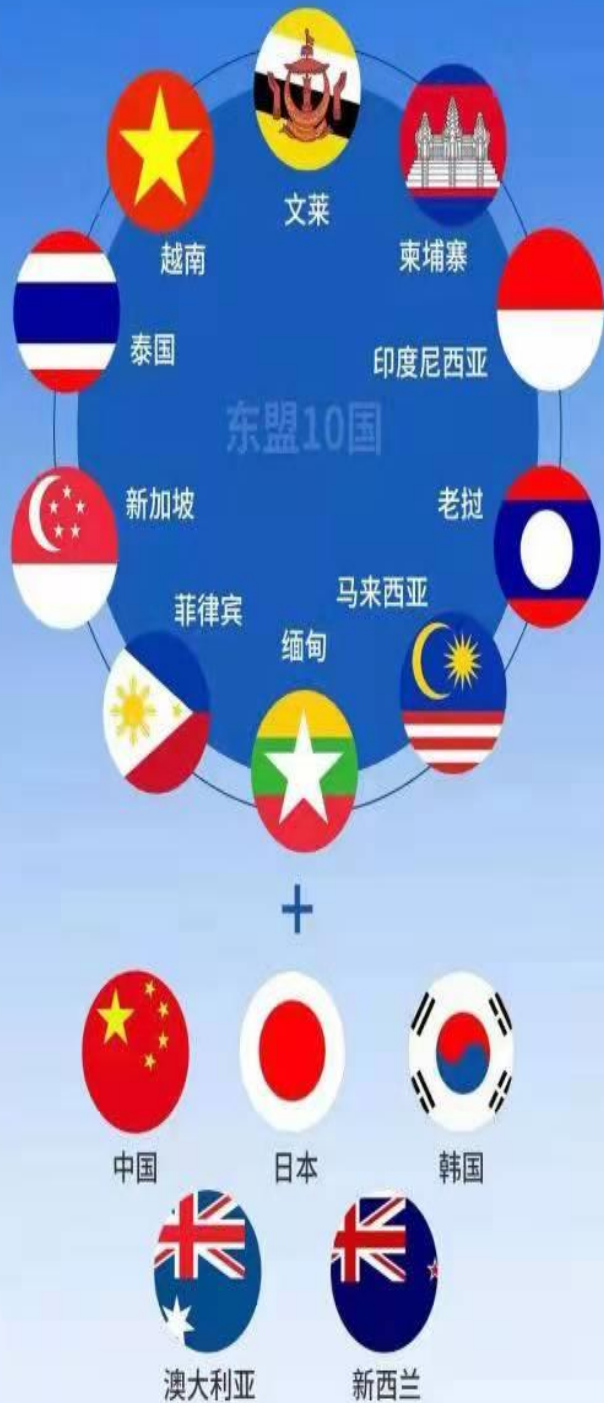 文莱
越南
柬埔寨
泰国
印度尼西亚
东盟10国
新加坡
老挝
马来西亚
菲律宾
缅甸
+
中国
日本
韩国
澳大利亚
新西兰